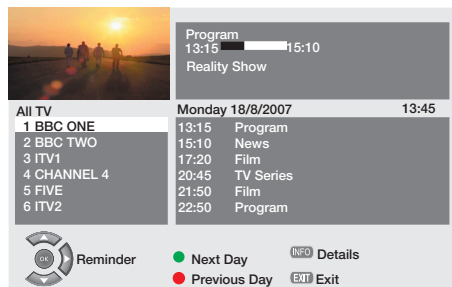 Program
13:15 15:10
Reality Show
All TV
Monday 18/8/2007 13:45
1 BBC ONE
2 BBC TWO
3 ITV1
4 CHANNEL 4
5 FIVE
6 ITV2
13:15 Program
15:10 News
17:20 Film
20:45 TV Series
21:50 Film
22:50 Program
OK
Reminder
Next Day
INFO Details
Previous Day
EXIT Exit